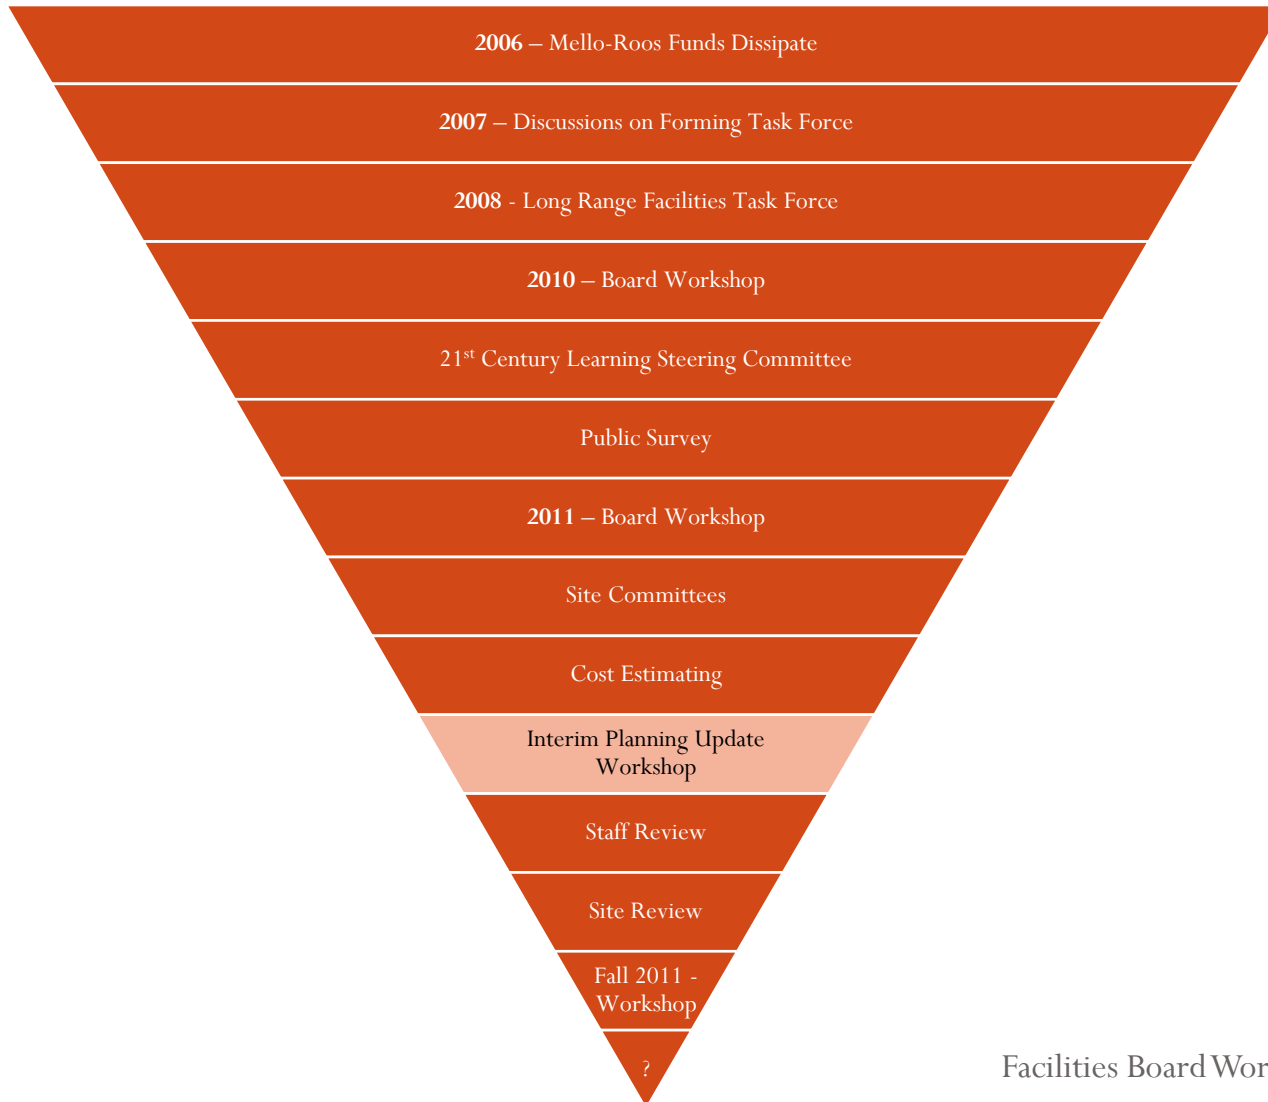 2006 – Mello-Roos Funds Dissipate
2007 – Discussions on Forming Task Force
2008 - Long Range Facilities Task Force
2010 – Board Workshop
21st Century Learning Steering Committee
Public Survey
2011 – Board Workshop
Site Committees
Cost Estimating
Interim Planning Update
Workshop
Staff Review
Site Review
Fall 2011 -
Workshop
?
Facilities Board Wor